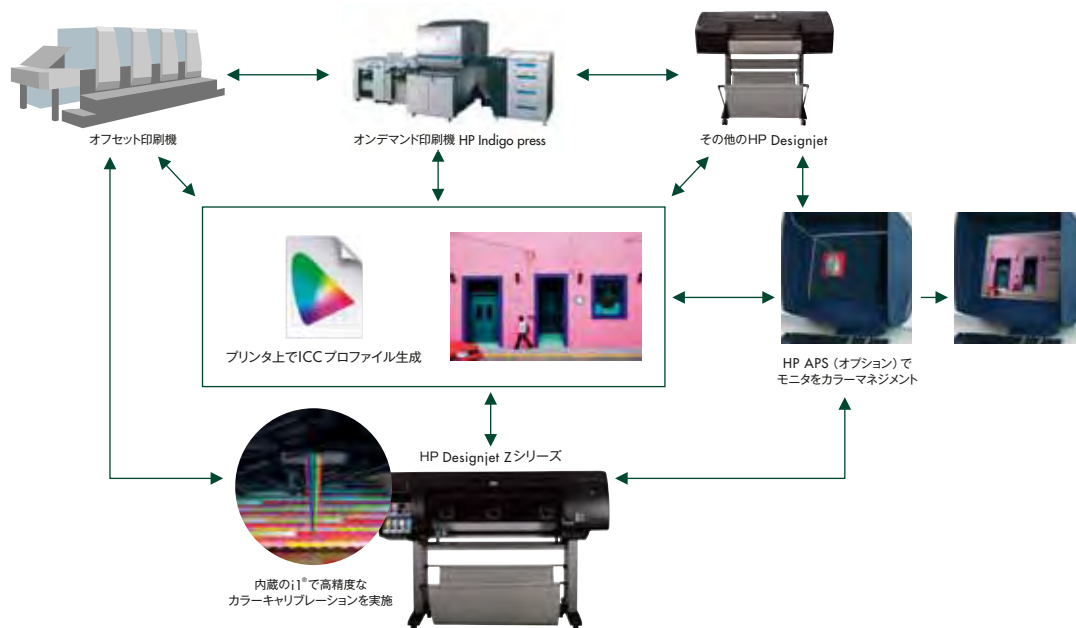 オフセット印刷機
オンデマンド印刷機 HP Indigo press
その他のHP Designjet
プリンタ上でICCプロファイル生成
HP APS（オプション）で
モニタをカラーマネジメント
HP Designjet Zシリーズ
内蔵のi1®で高精度な
カラーキャリブレーションを実施